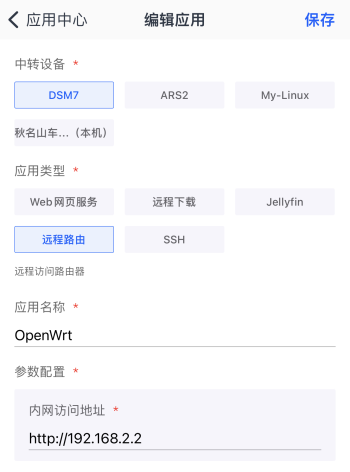 应用中心 编辑应用 保存
中转设备 *
DSM7 ARS2 My-Linux
秋名山车...（本机）
应用类型 *
Web网页服务 远程下载 Jellyfin
远程路由 SSH
远程访问路由器
应用名称 *
OpenWrt
参数配置 *
内网访问地址 *
http://192.168.2.2